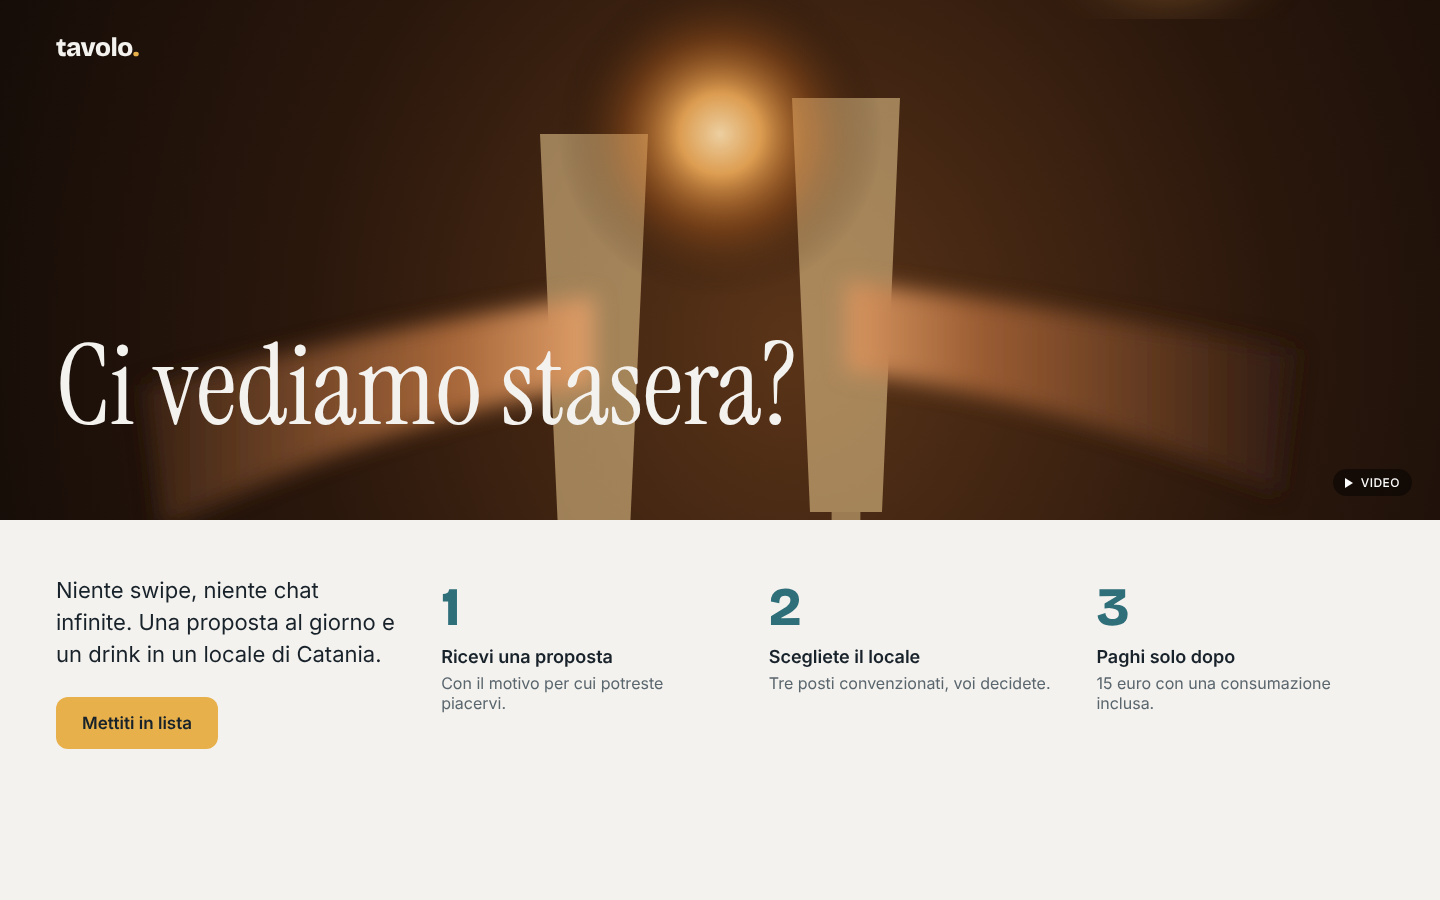 tavolo.
Ci vediamo stasera?
VIDEO
Niente swipe, niente chat
infinite. Una proposta al giorno e
un drink in un locale di Catania.
Mettiti in lista
1
Ricevi una proposta
Con il motivo per cui potreste
piacervi.
2
Scegliete il locale
Tre posti convenzionati, voi decidete.
3
Paghi solo dopo
15 euro con una consumazione
inclusa.